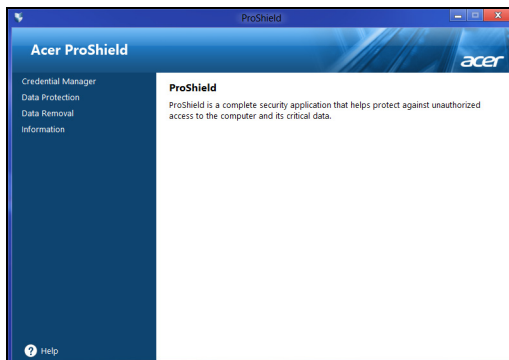 ProShield
Acer ProShield
acer
Credential Manager
Data Protection
Data Removal
Information
ProShield
ProShield is a complete security application that helps protect against unauthorized
access to the computer and its critical data.
? Help